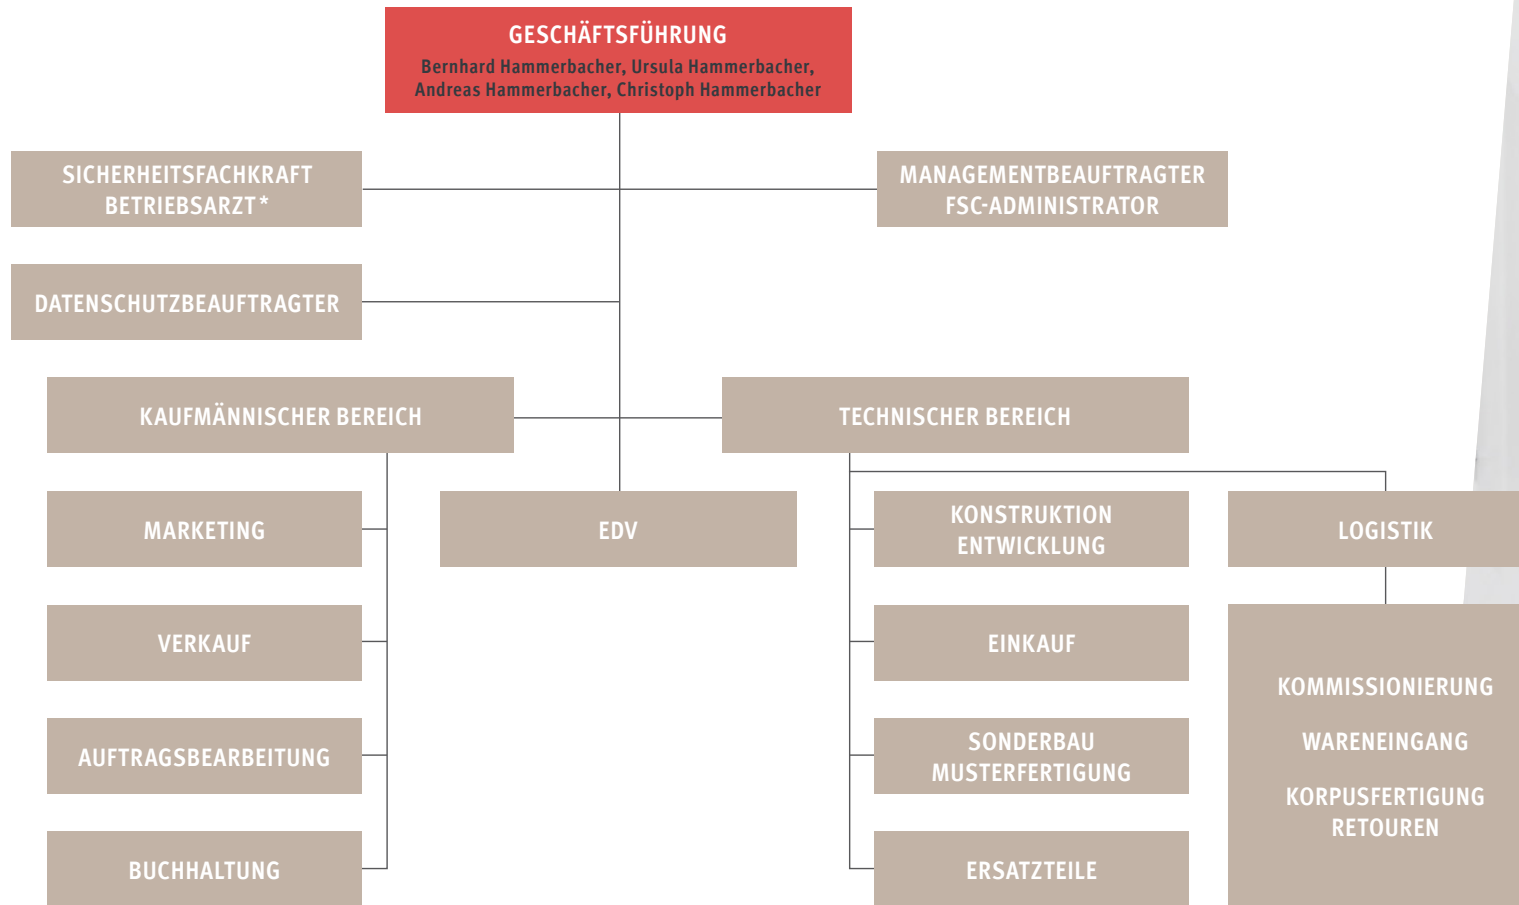 GESCHÄFTSFÜHRUNG
Bernhard Hammerbacher, Ursula Hammerbacher,
Andreas Hammerbacher, Christoph Hammerbacher
SICHERHEITSFACHKRAFT
BETRIEBSARZT*
MANAGEMENTBEAUFTRAGTER
FSC-ADMINISTRATOR
DATENSCHUTZBEAUFTRAGTER
KAUFMÄNNISCHER BEREICH
TECHNISCHER BEREICH
MARKETING
EDV
KONSTRUKTION
ENTWICKLUNG
LOGISTIK
VERKAUF
EINKAUF
KOMMISSIONIERUNG
WARENEINGANG
KORPUSFERTIGUNG
RETOUREN
AUFTRAGSBEARBEITUNG
SONDERBAU
MUSTERFERTIGUNG
BUCHHALTUNG
ERSATZTEILE